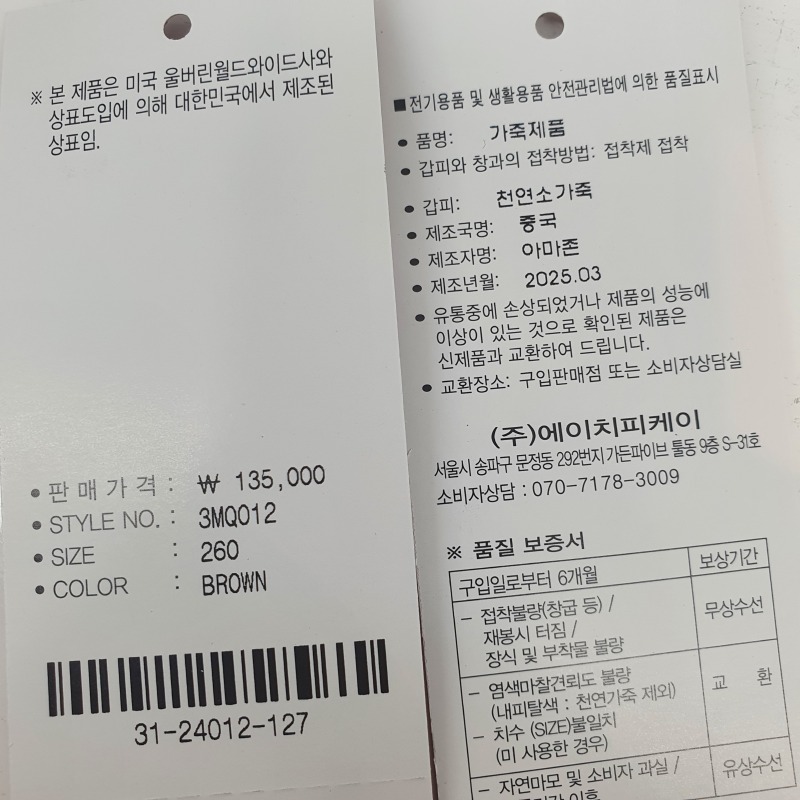 ※ 본 제품은 미국 울버린월드와이드사와
상표도입에 의해 대한민국에서 제조된
상표임.
• 판 매 가 격 : ₩ 135,000
• STYLE NO. : 3MQ012
• SIZE : 260
• COLOR : BROWN
31-24012-127
■ 전기용품 및 생활용품 안전관리법에 의한 품질표시
• 품명: 가죽제품
• 갑피와 창과의 접착방법: 접착제 접착
• 갑피: 천연소가죽
• 제조국명: 중국
• 제조자명: 아마존
• 제조년월: 2025.03
• 유통중에 손상되었거나 제품의 성능에
이상이 있는 것으로 확인된 제품은
신제품과 교환하여 드립니다.
• 교환장소: 구입판매점 또는 소비자상담실
(주)에이치피케이
서울시 송파구 문정동 292번지 가든파이브 툴동 9층 S-31호
소비자상담 : 070-7178-3009
※ 품질 보증서
구입일로부터 6개월 보상기간
- 접착불량(창굽 등) /
재봉시 터짐 /
장식 및 부착물 불량
무상수선
- 염색마찰견뢰도 불량
(내피탈색 : 천연가죽 제외)
- 치수 (SIZE)불일치
(미 사용한 경우)
교 환
- 자연마모 및 소비자 과실 /
유상수선